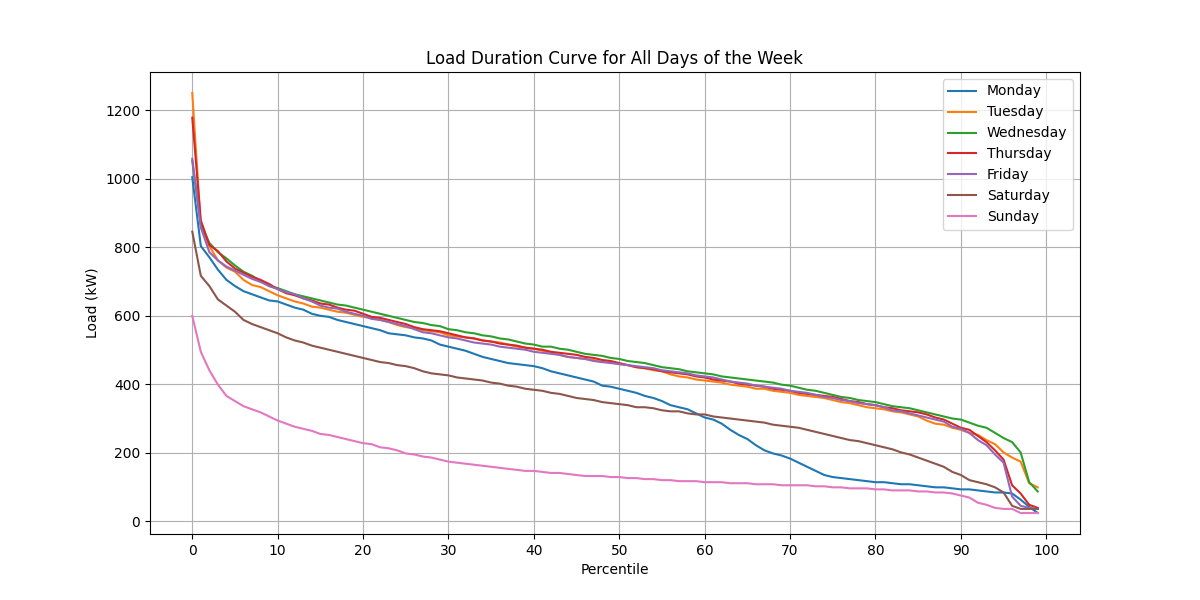 Load Duration Curve for All Days of the Week
Load (kW)
1200
1000
800
600
400
200
0
0 10 20 30 40 50 60 70 80 90 100
Percentile
Monday
Tuesday
Wednesday
Thursday
Friday
Saturday
Sunday